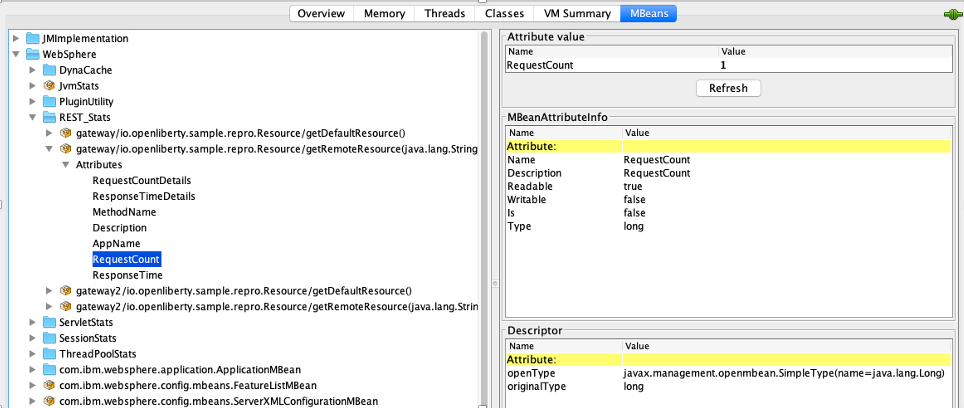 Overview Memory Threads Classes VM Summary MBeans
JMImplementation
WebSphere
DynaCache
JvmStats
PluginUtility
REST_Stats
gateway/io.openliberty.sample.repro.Resource/getDefaultResource()
gateway/io.openliberty.sample.repro.Resource/getRemoteResource(java.lang.String
Attributes
RequestCountDetails
ResponseTimeDetails
MethodName
Description
AppName
RequestCount
ResponseTime
gateway2/io.openliberty.sample.repro.Resource/getDefaultResource()
gateway2/io.openliberty.sample.repro.Resource/getRemoteResource(java.lang.Strin
ServletStats
SessionStats
ThreadPoolStats
com.ibm.websphere.application.ApplicationMBean
com.ibm.websphere.config.mbeans.FeatureListMBean
com.ibm.websphere.config.mbeans.ServerXMLConfigurationMBean
Attribute value
Name Value
RequestCount 1
Refresh
MBeanAttributeInfo
Name Value
Attribute:
Name RequestCount
Description RequestCount
Readable true
Writable false
Is false
Type long
Descriptor
Name Value
Attribute:
openType javax.management.openmbean.SimpleType(name=java.lang.Long)
originalType long